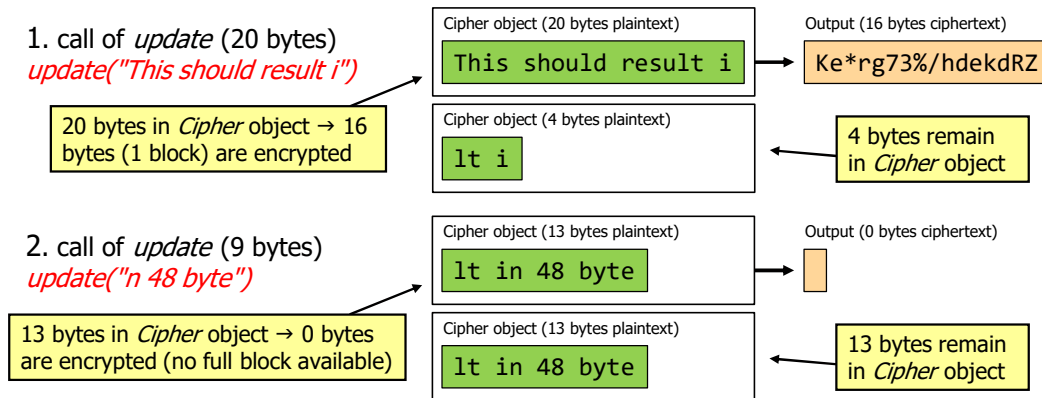 1. call of update (20 bytes)
update("This should result i")
20 bytes in Cipher object → 16
bytes (1 block) are encrypted
Cipher object (20 bytes plaintext)
This should result i
Output (16 bytes ciphertext)
Ke*rg73%/hdekdRZ
Cipher object (4 bytes plaintext)
lt i
4 bytes remain
in Cipher object
2. call of update (9 bytes)
update("n 48 byte")
13 bytes in Cipher object → 0 bytes
are encrypted (no full block available)
Cipher object (13 bytes plaintext)
lt in 48 byte
Output (0 bytes ciphertext)
Cipher object (13 bytes plaintext)
lt in 48 byte
13 bytes remain
in Cipher object